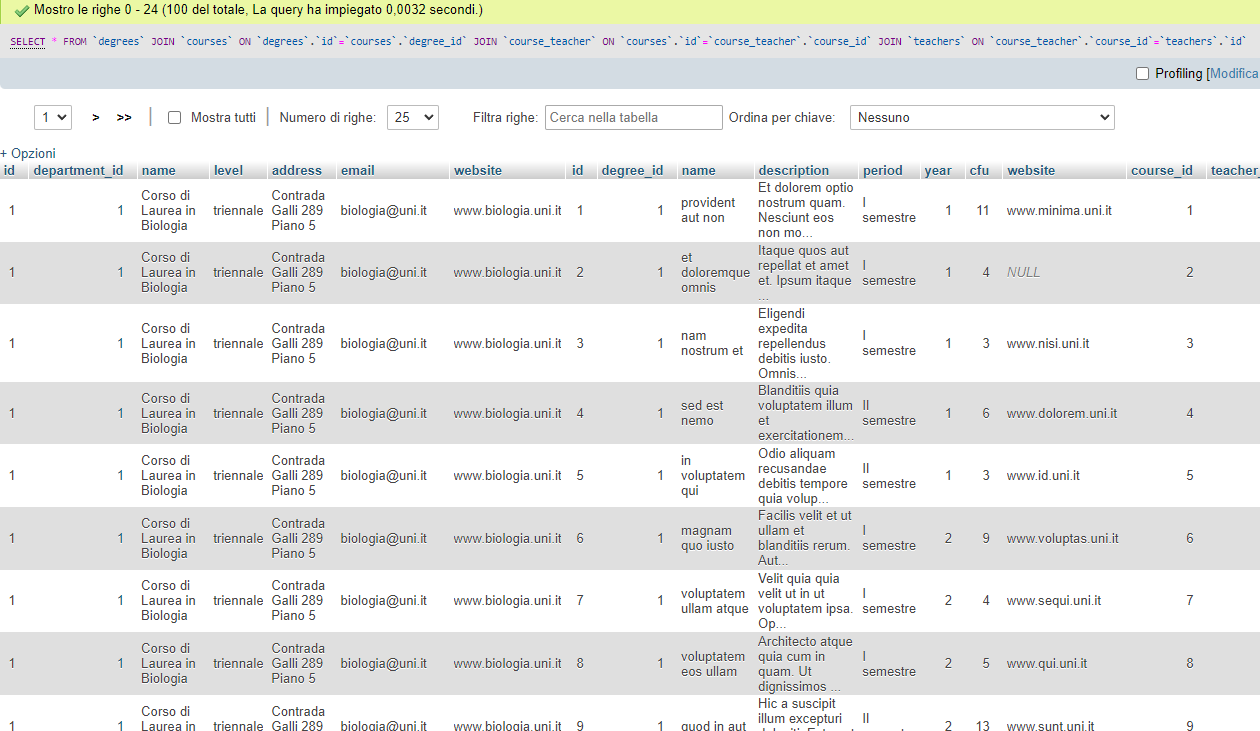 Mostro le righe 0 - 24 (100 del totale, La query ha impiegato 0,0032 secondi.)
SELECT * FROM `degrees` JOIN `courses` ON `degrees`.`id`=`courses`.`degree_id` JOIN `course_teacher` ON `courses`.`id`=`course_teacher`.`course_id` JOIN `teachers` ON `course_teacher`.`course_id`=`teachers`.`id`
Profiling [Modifica
1 > >> | Mostra tutti | Numero di righe: 25 Filtra righe: Cerca nella tabella Ordina per chiave: Nessuno
+ Opzioni
id department_id name level address email website id degree_id name description period year cfu website course_id teacher_
1 1 Corso di Laurea in Biologia triennale Contrada Galli 289 Piano 5 biologia@uni.it www.biologia.uni.it 1 1 provident aut non Et dolorem optio nostrum quam. Nesciunt eos non mo... I semestre 1 11 www.minima.uni.it 1
1 1 Corso di Laurea in Biologia triennale Contrada Galli 289 Piano 5 biologia@uni.it www.biologia.uni.it 2 1 et doloremque omnis Itaque quos aut repellat et amet et. Ipsum itaque ... I semestre 1 4 NULL 2
1 1 Corso di Laurea in Biologia triennale Contrada Galli 289 Piano 5 biologia@uni.it www.biologia.uni.it 3 1 nam nostrum et Eligendi expedita repellendus debitis iusto. Omnis... I semestre 1 3 www.nisi.uni.it 3
1 1 Corso di Laurea in Biologia triennale Contrada Galli 289 Piano 5 biologia@uni.it www.biologia.uni.it 4 1 sed est nemo Blanditiis quia voluptatem illum et exercitationem... II semestre 1 6 www.dolorem.uni.it 4
1 1 Corso di Laurea in Biologia triennale Contrada Galli 289 Piano 5 biologia@uni.it www.biologia.uni.it 5 1 in voluptatem qui Odio aliquam recusandae debitis tempore quia volup... II semestre 1 3 www.id.uni.it 5
1 1 Corso di Laurea in Biologia triennale Contrada Galli 289 Piano 5 biologia@uni.it www.biologia.uni.it 6 1 magnam quo iusto Facilis velit et ut ullam et blanditiis rerum. Aut... I semestre 2 9 www.voluptas.uni.it 6
1 1 Corso di Laurea in Biologia triennale Contrada Galli 289 Piano 5 biologia@uni.it www.biologia.uni.it 7 1 voluptatem ullam atque Velit quia quia velit ut in ut voluptatem ipsa. Op... I semestre 2 4 www.sequi.uni.it 7
1 1 Corso di Laurea in Biologia triennale Contrada Galli 289 Piano 5 biologia@uni.it www.biologia.uni.it 8 1 voluptatem eos ullam Architecto atque quia cum in quam. Ut dignissimos ... I semestre 2 5 www.qui.uni.it 8
1 1 Corso di Laurea in triennale Contrada Galli 289 biologia@uni.it www.biologia.uni.it 9 1 quod in aut Hic a suscipit illum excepturi II 2 13 www.sunt.uni.it 9